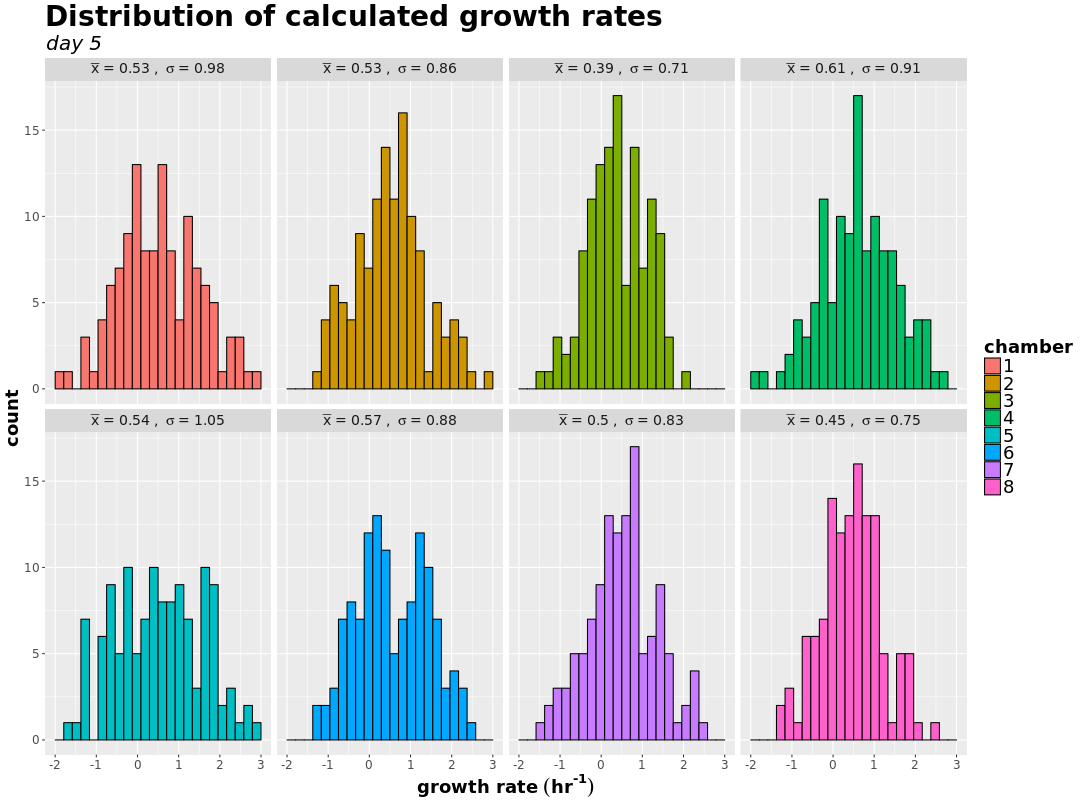 Distribution of calculated growth rates
day 5
x̅ = 0.53 ,  σ = 0.98
x̅ = 0.53 ,  σ = 0.86
x̅ = 0.39 ,  σ = 0.71
x̅ = 0.61 ,  σ = 0.91
15
10
5
0
x̅ = 0.54 ,  σ = 1.05
x̅ = 0.57 ,  σ = 0.88
x̅ = 0.5 ,  σ = 0.83
x̅ = 0.45 ,  σ = 0.75
15
10
5
0
-2 -1 0 1 2 3
-2 -1 0 1 2 3
-2 -1 0 1 2 3
-2 -1 0 1 2 3
count
growth rate (hr⁻¹)
chamber
1
2
3
4
5
6
7
8